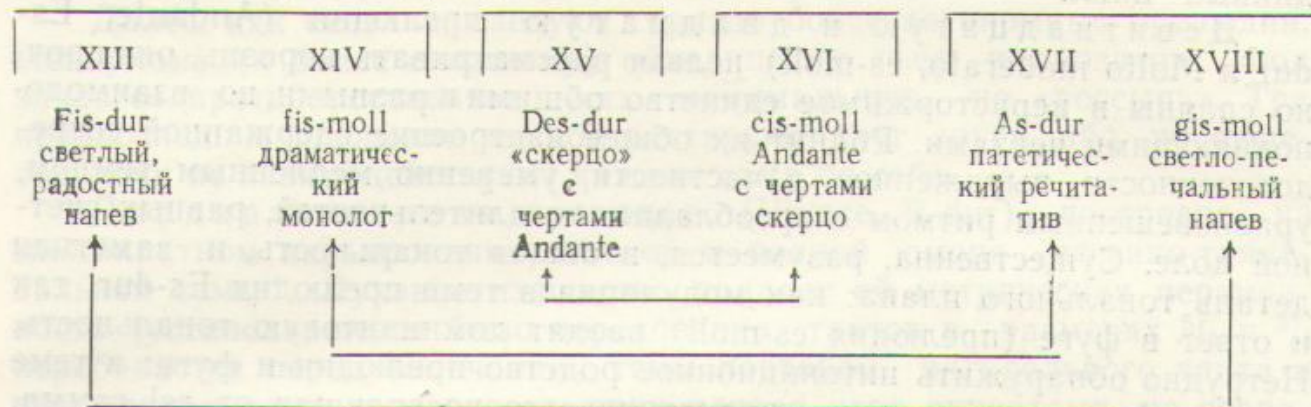 XIII XIV XV XVI XVII XVIII
Fis-dur fis-moll Des-dur cis-moll As-dur gis-moll
светлый, драматичес- «скерцо» Andante патетичес- светло-пе-
радостный кий с с чертами кий речита- чальный
напев монолог чертами скерцо тив напев
Andante